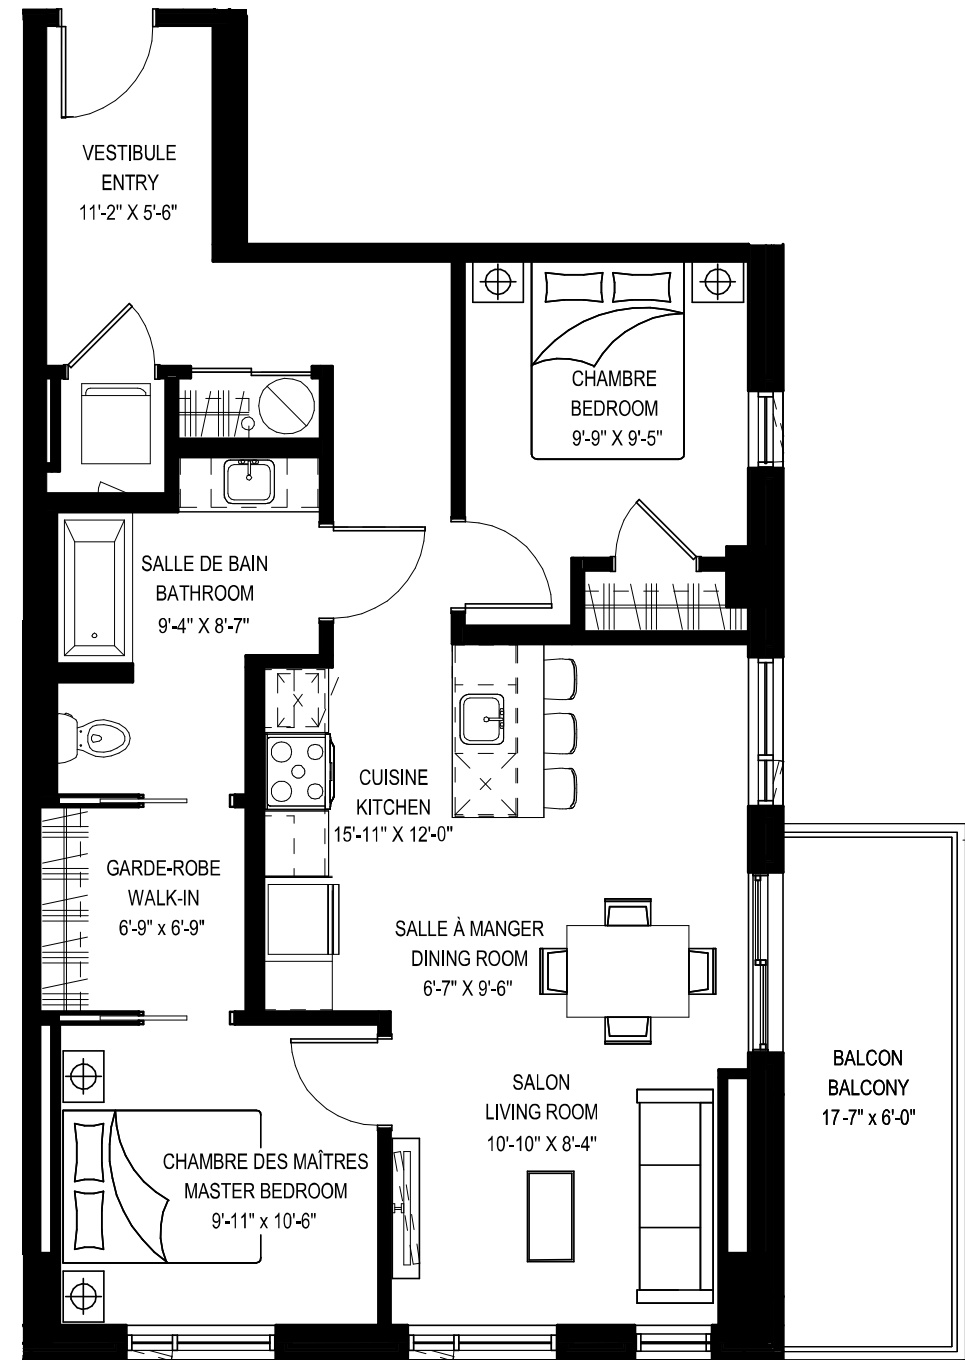 VESTIBULE
ENTRY
11'-2" X 5'-6"
CHAMBRE
BEDROOM
9'-9" X 9'-5"
SALLE DE BAIN
BATHROOM
9'-4" X 8'-7"
CUISINE
KITCHEN
15'-11" X 12'-0"
GARDE-ROBE
WALK-IN
6'-9" x 6'-9"
SALLE À MANGER
DINING ROOM
6'-7" X 9'-6"
SALON
LIVING ROOM
10'-10" X 8'-4"
BALCON
BALCONY
17'-7" x 6'-0"
CHAMBRE DES MAÎTRES
MASTER BEDROOM
9'-11" x 10'-6"